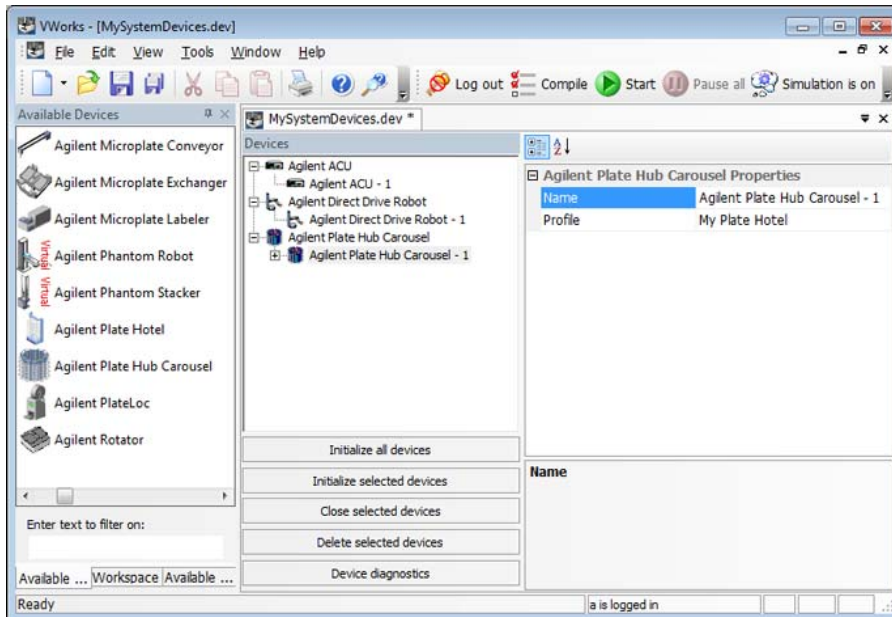 VWorks - [MySystemDevices.dev]
File Edit View Tools Window Help
Log out Compile Start Pause all Simulation is on
Available Devices
Agilent Microplate Conveyor
Agilent Microplate Exchanger
Agilent Microplate Labeler
Virtual Agilent Phantom Robot
Virtual Agilent Phantom Stacker
Agilent Plate Hotel
Agilent Plate Hub Carousel
Agilent PlateLoc
Agilent Rotator
Enter text to filter on:
Available ... Workspace Available ...
MySystemDevices.dev *
Devices
Agilent ACU
Agilent ACU - 1
Agilent Direct Drive Robot
Agilent Direct Drive Robot - 1
Agilent Plate Hub Carousel
Agilent Plate Hub Carousel - 1
Initialize all devices
Initialize selected devices
Close selected devices
Delete selected devices
Device diagnostics
Agilent Plate Hub Carousel Properties
Name Agilent Plate Hub Carousel - 1
Profile My Plate Hotel
Name
Ready a is logged in